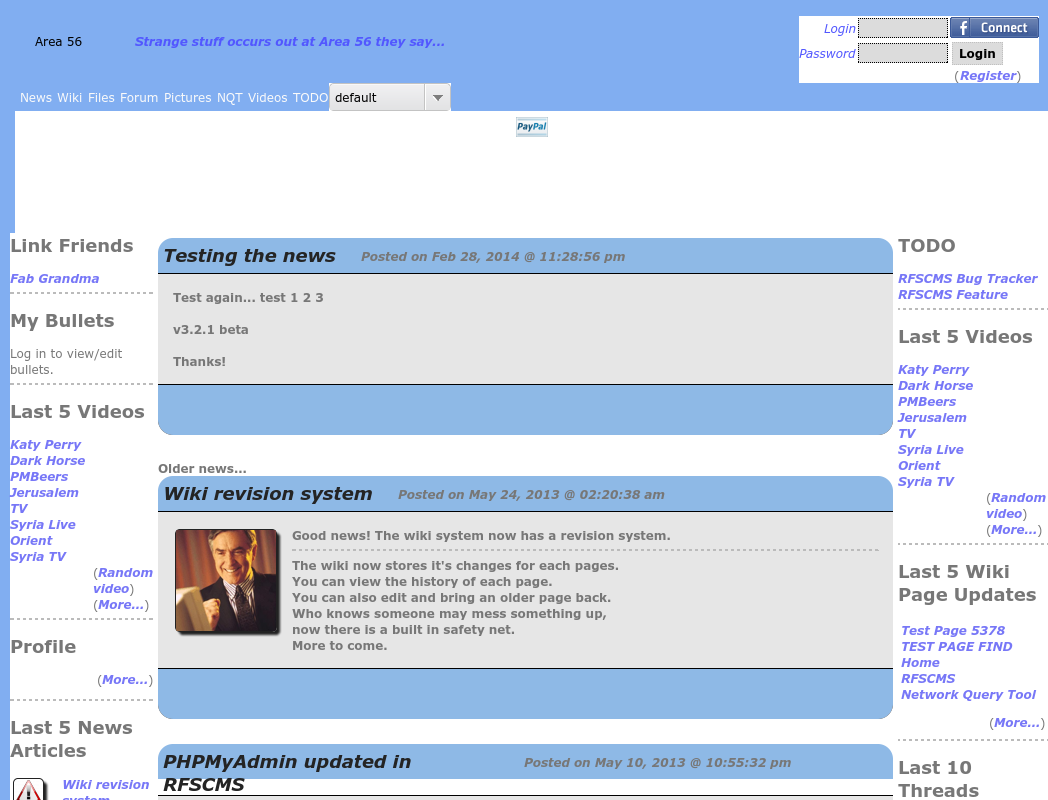 Area 56
Strange stuff occurs out at Area 56 they say...
Login
Connect
Password
Login
(Register)
News Wiki Files Forum Pictures NQT Videos TODO default
PayPal
Link Friends
Fab Grandma
My Bullets
Log in to view/edit
bullets.
Last 5 Videos
Katy Perry
Dark Horse
PMBeers
Jerusalem
TV
Syria Live
Orient
Syria TV
(Random
video)
(More...)
Profile
(More...)
Last 5 News
Articles
Wiki revision
system
Testing the news
Posted on Feb 28, 2014 @ 11:28:56 pm
Test again... test 1 2 3
v3.2.1 beta
Thanks!
Older news...
Wiki revision system
Posted on May 24, 2013 @ 02:20:38 am
Good news! The wiki system now has a revision system.
The wiki now stores it's changes for each pages.
You can view the history of each page.
You can also edit and bring an older page back.
Who knows someone may mess something up,
now there is a built in safety net.
More to come.
PHPMyAdmin updated in
RFSCMS
Posted on May 10, 2013 @ 10:55:32 pm
TODO
RFSCMS Bug Tracker
RFSCMS Feature
Last 5 Videos
Katy Perry
Dark Horse
PMBeers
Jerusalem
TV
Syria Live
Orient
Syria TV
(Random
video)
(More...)
Last 5 Wiki
Page Updates
Test Page 5378
TEST PAGE FIND
Home
RFSCMS
Network Query Tool
(More...)
Last 10
Threads